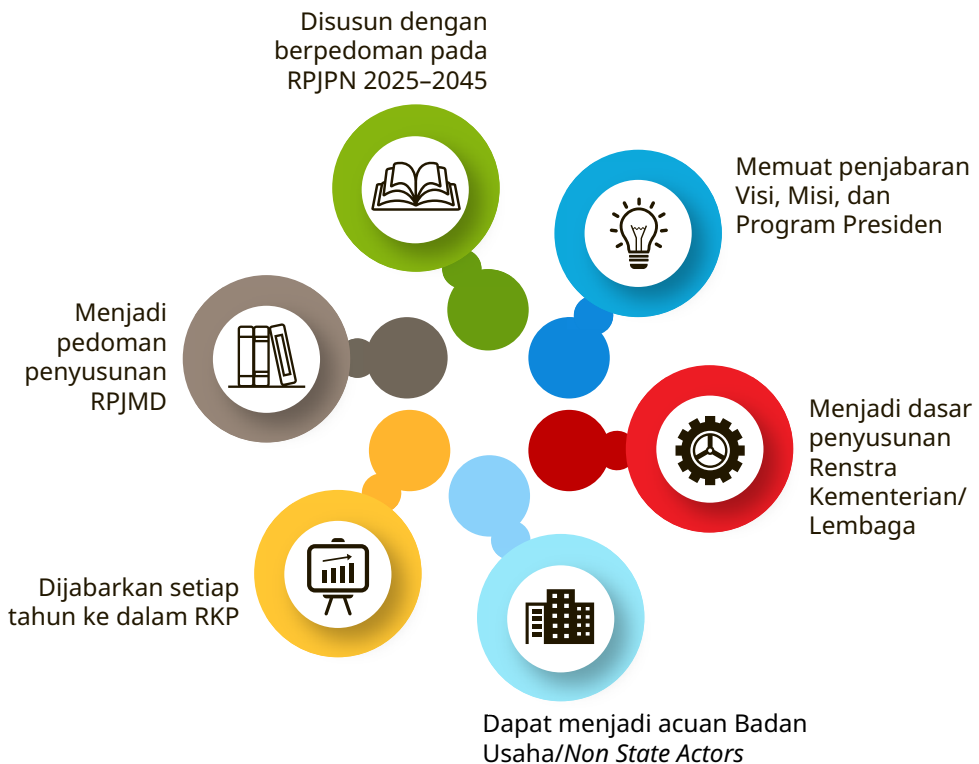 Disusun dengan
berpedoman pada
RPJPN 2025–2045
Memuat penjabaran
Visi, Misi, dan
Program Presiden
Menjadi dasar
penyusunan
Renstra
Kementerian/
Lembaga
Dapat menjadi acuan Badan
Usaha/Non State Actors
Dijabarkan setiap
tahun ke dalam RKP
Menjadi
pedoman
penyusunan
RPJMD